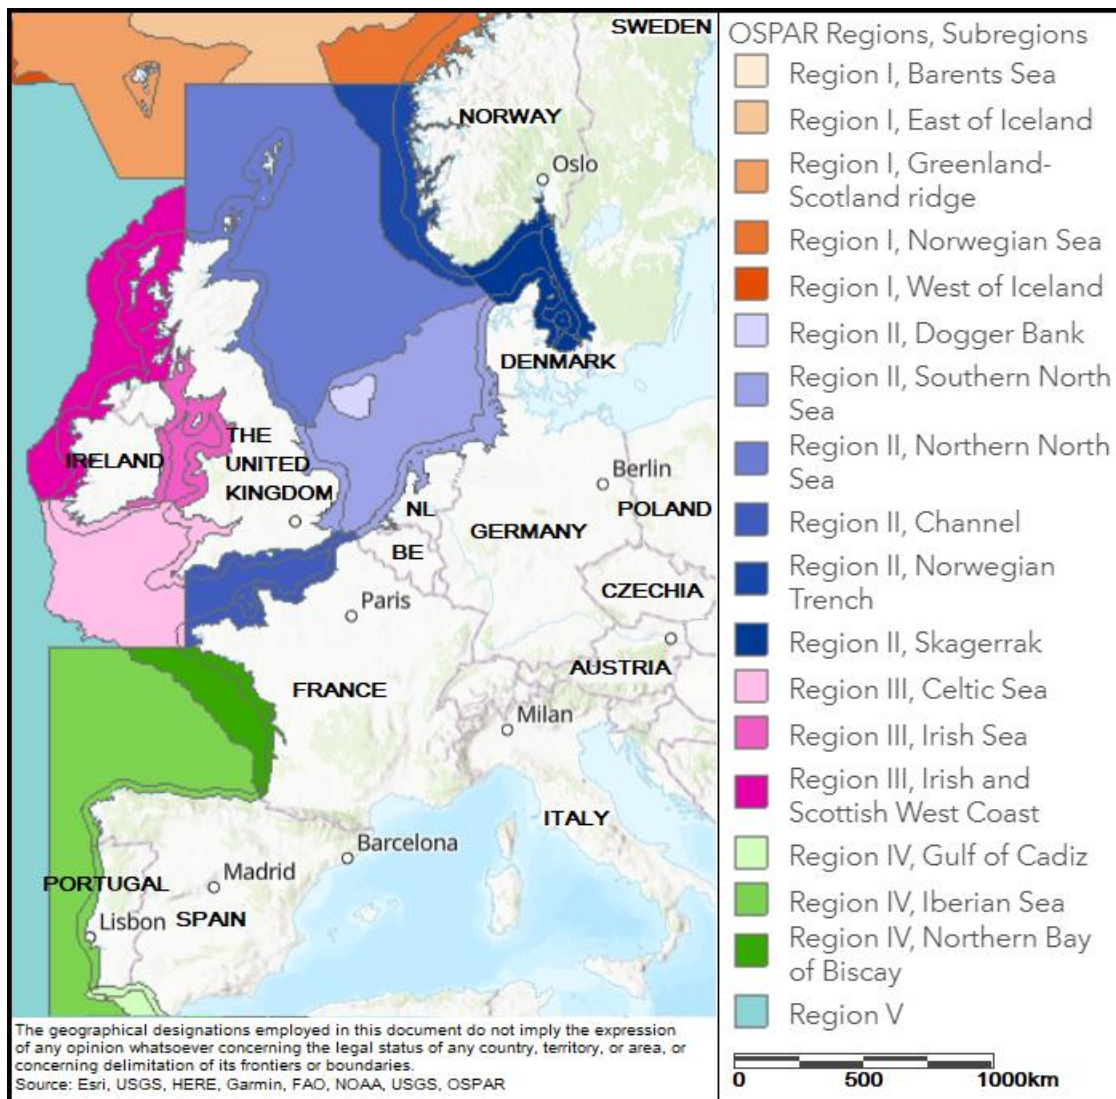 SWEDEN
NORWAY
Oslo
DENMARK
IRELAND
THE
UNITED
KINGDOM
NL
BE
GERMANY
Berlin
POLAND
CZECHIA
Paris
AUSTRIA
FRANCE
Milan
ITALY
Barcelona
Madrid
PORTUGAL
SPAIN
Lisbon
OSPAR Regions, Subregions
Region I, Barents Sea
Region I, East of Iceland
Region I, Greenland-
Scotland ridge
Region I, Norwegian Sea
Region I, West of Iceland
Region II, Dogger Bank
Region II, Southern North
Sea
Region II, Northern North
Sea
Region II, Channel
Region II, Norwegian
Trench
Region II, Skagerrak
Region III, Celtic Sea
Region III, Irish Sea
Region III, Irish and
Scottish West Coast
Region IV, Gulf of Cadiz
Region IV, Iberian Sea
Region IV, Northern Bay
of Biscay
Region V
0 500 1000km
The geographical designations employed in this document do not imply the expression
of any opinion whatsoever concerning the legal status of any country, territory, or area, or
concerning delimitation of its frontiers or boundaries.
Source: Esri, USGS, HERE, Garmin, FAO, NOAA, USGS, OSPAR